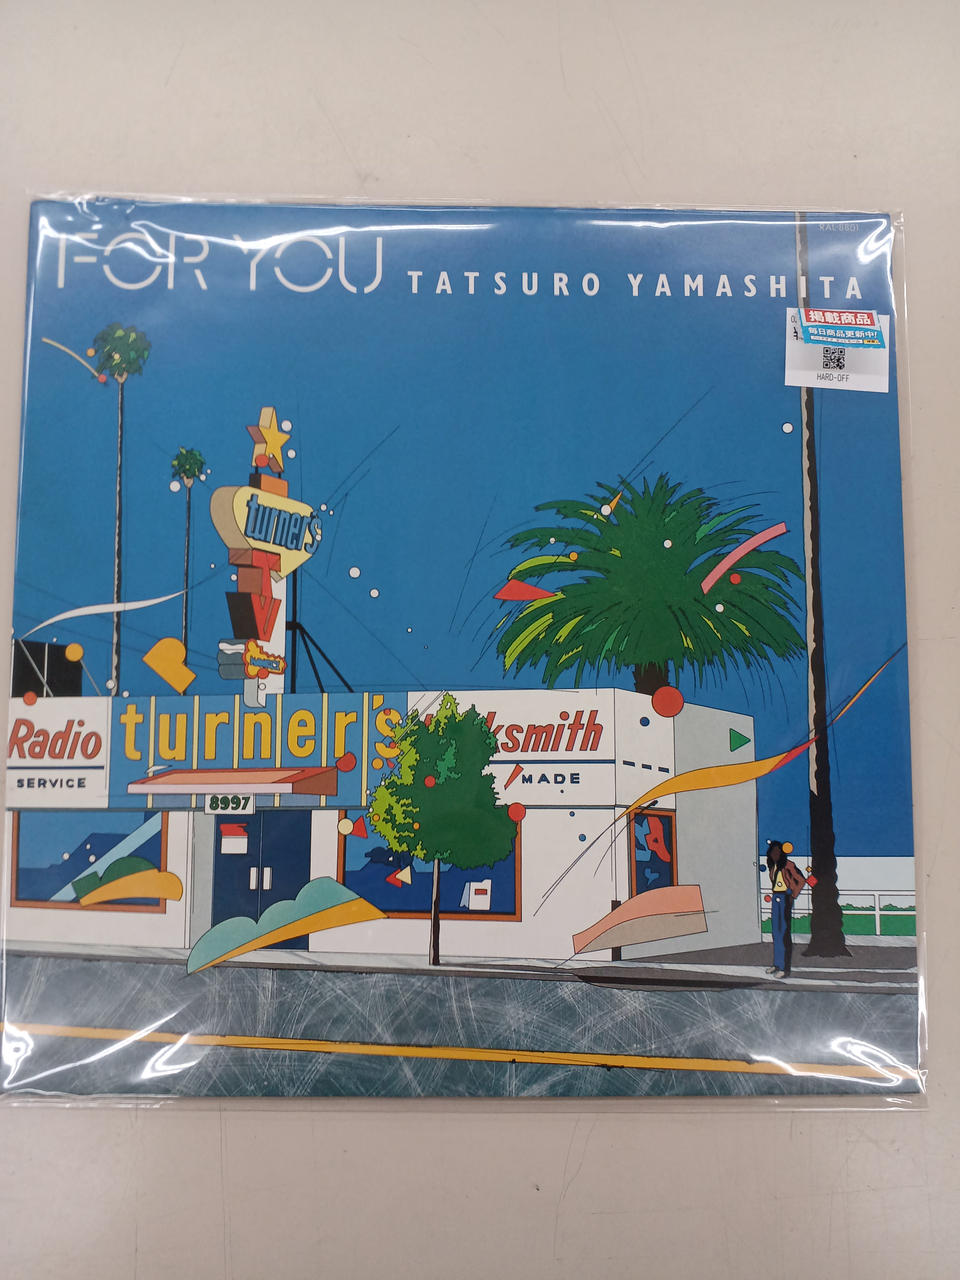 RAL-8801
FOR YOU
TATSURO YAMASHITA
掲載商品
毎日商品更新中!
HARD-OFF
turner's
Radio
SERVICE
turner's
ksmith
MADE
8997